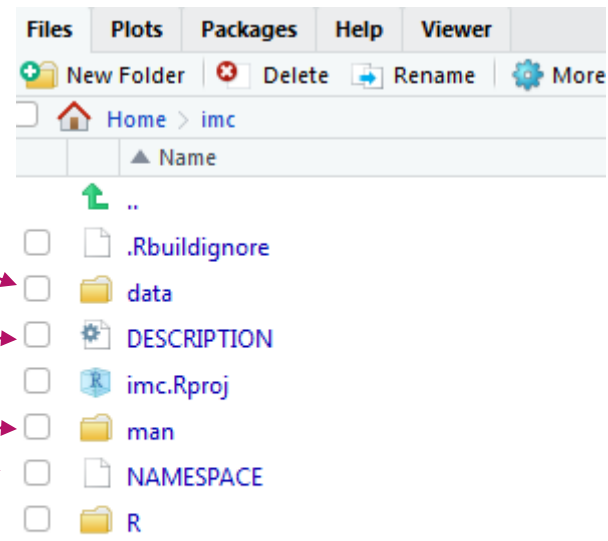 Files Plots Packages Help Viewer
New Folder Delete Rename More
Home > imc
Name
..
.Rbuildignore
data
DESCRIPTION
imc.Rproj
man
NAMESPACE
R